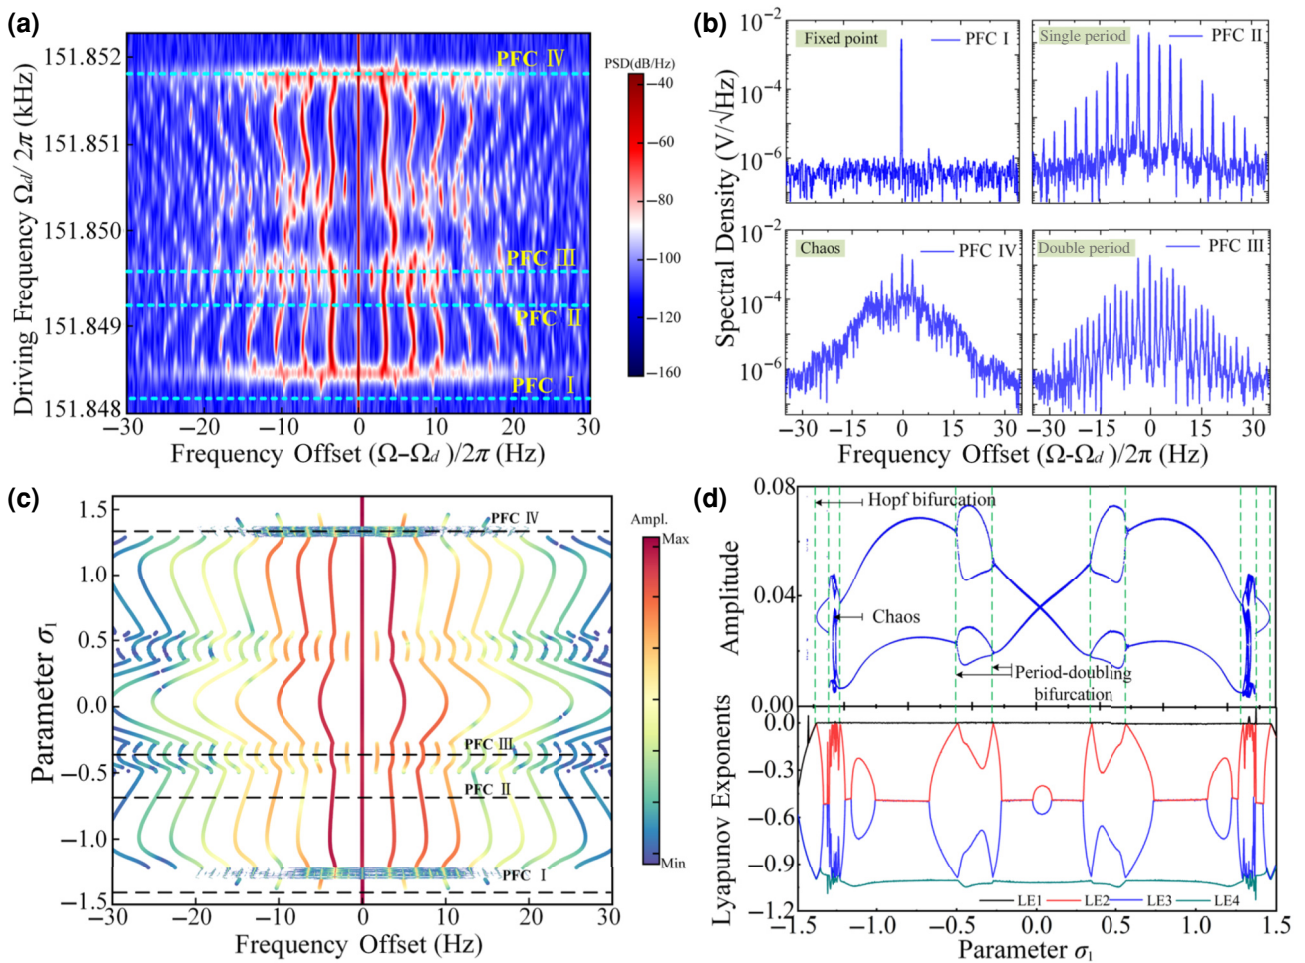 (a)
Driving Frequency Ωd/ 2π (kHz)
151.852
151.851
151.850
151.849
151.848
PFC IV
PFC III
PFC II
PFC I
−30
−20
−10
0
10
20
30
Frequency Offset (Ω−Ωd)/2π (Hz)
PSD(dB/Hz)
−40
−60
−80
−100
−120
−140
−160
(b)
Spectral Density (V/√Hz)
10−2
10−4
10−6
Fixed point
PFC I
Single period
PFC II
10−2
10−4
10−6
Chaos
PFC IV
Double period
PFC III
−30
−15
0
15
30
−30
−15
0
15
30
Frequency Offset (Ω−Ωd)/2π (Hz)
(c)
Parameter σ1
1.5
1.0
0.5
0.0
−0.5
−1.0
−1.5
PFC IV
PFC III
PFC II
PFC I
−30
−20
−10
0
10
20
30
Frequency Offset (Hz)
Ampl.
Max
Min
(d)
Amplitude
0.08
0.04
0.00
Hopf bifurcation
Chaos
Period-doubling
bifurcation
Lyapunov Exponents
0.0
−0.3
−0.6
−0.9
−1.2
LE1
LE2
LE3
LE4
−1.5
−1.0
−0.5
0.0
0.5
1.0
1.5
Parameter σ1